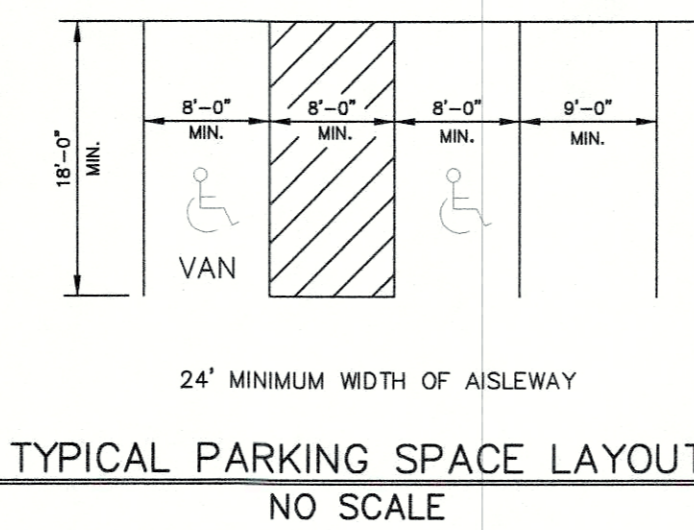 8'-0" 8'-0" 8'-0" 9'-0"
MIN. MIN. MIN. MIN.
18'-0"
MIN.
VAN
24' MINIMUM WIDTH OF AISLEWAY
TYPICAL PARKING SPACE LAYOUT
NO SCALE